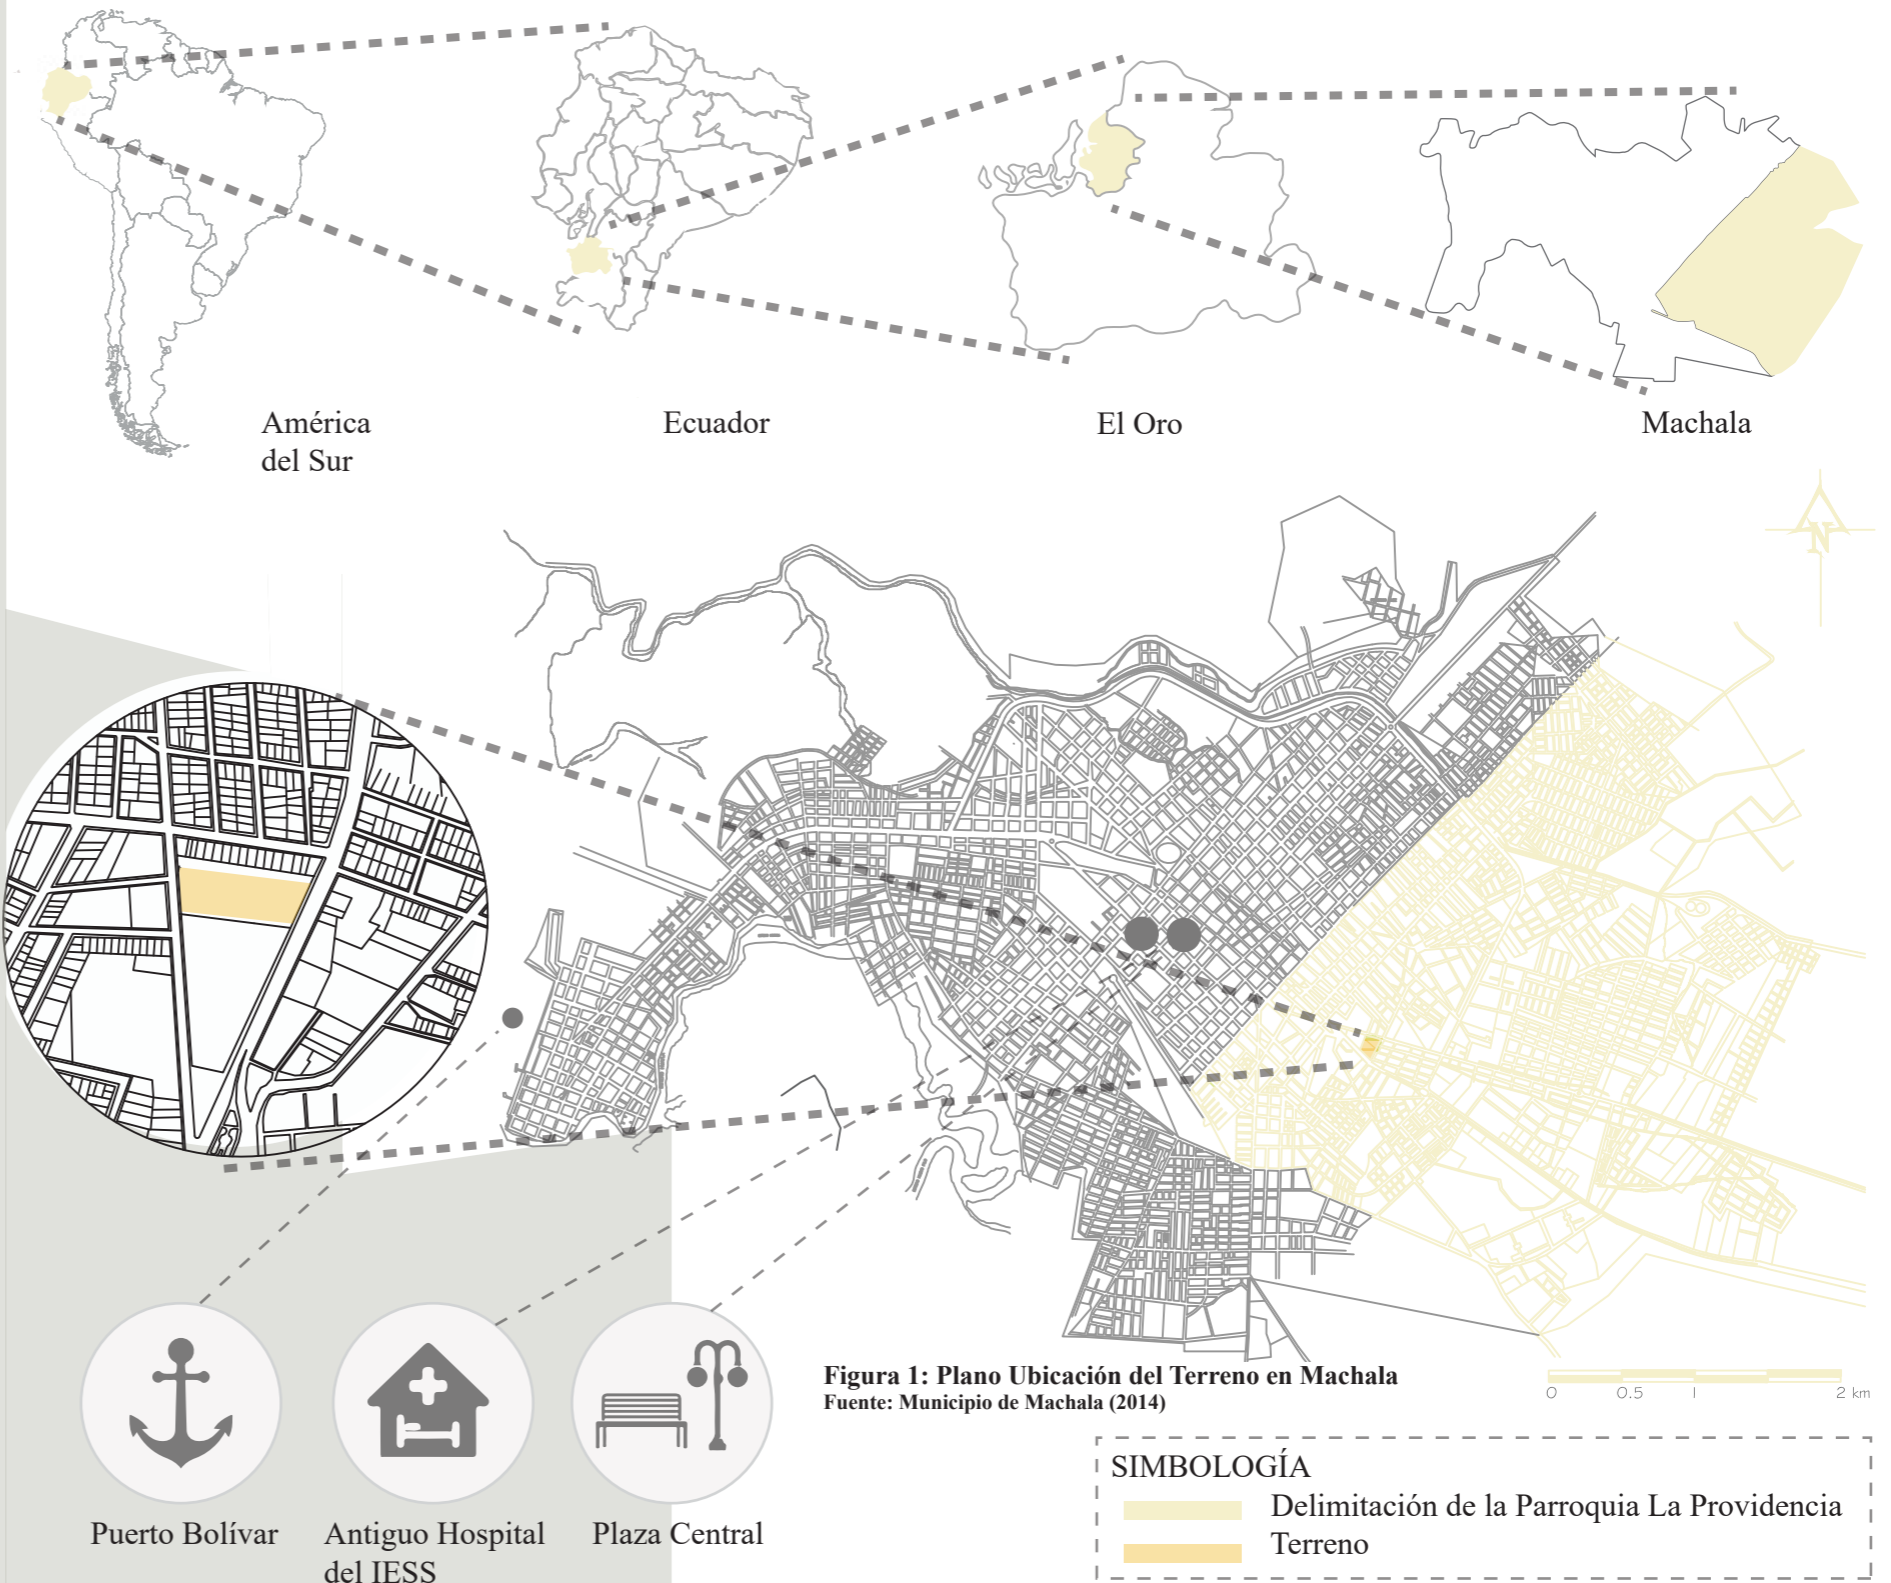 América
del Sur
Ecuador
El Oro
Machala
N
Figura 1: Plano Ubicación del Terreno en Machala
Fuente: Municipio de Machala (2014)
0 0.5 1 2 km
SIMBOLOGÍA
Delimitación de la Parroquia La Providencia
Terreno
Puerto Bolívar
Antiguo Hospital
del IESS
Plaza Central